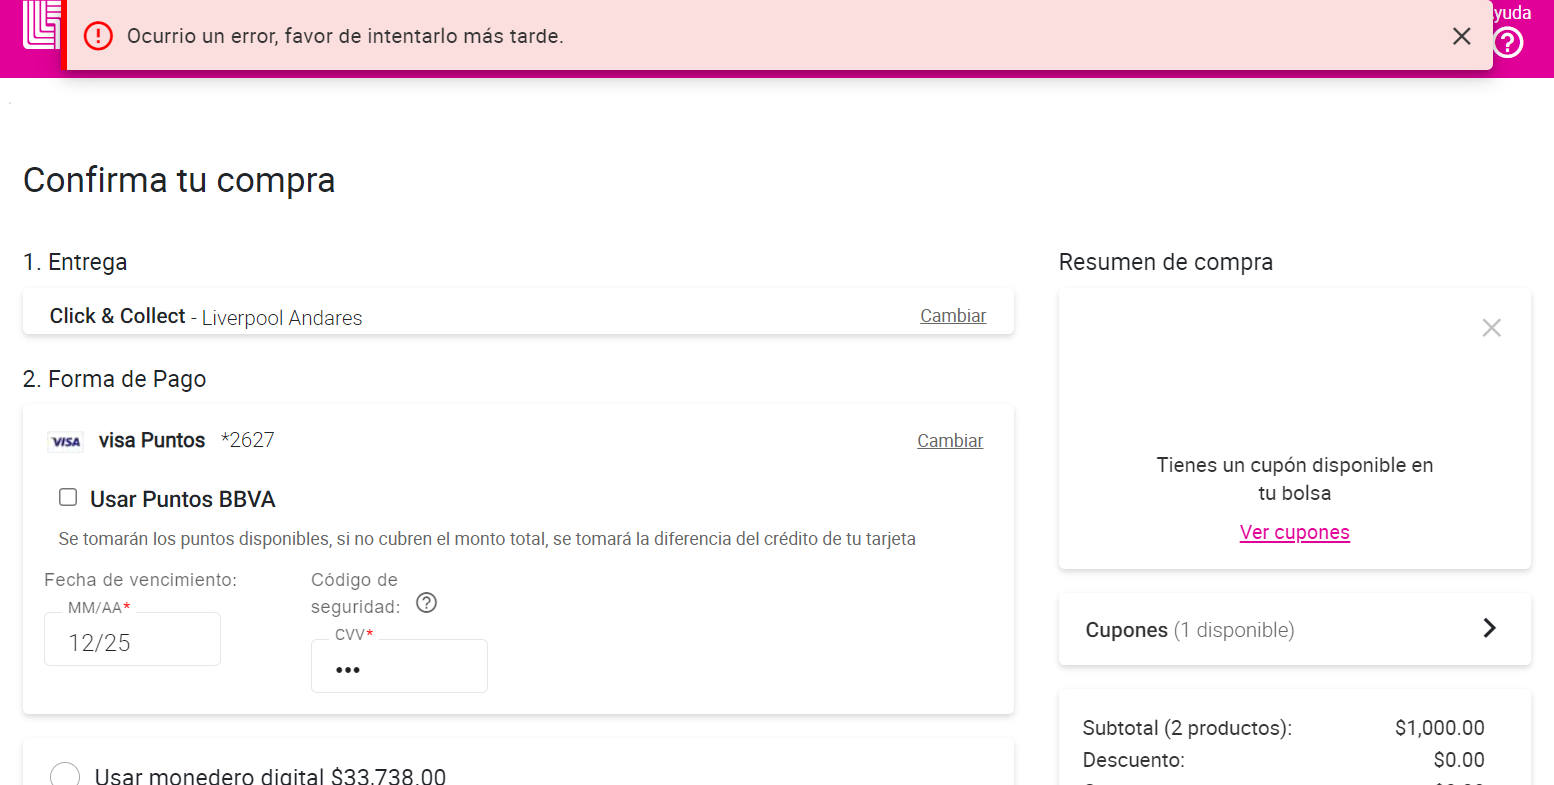 yuda
Ocurrio un error, favor de intentarlo más tarde.
Confirma tu compra
1. Entrega
Click & Collect - Liverpool Andares
Cambiar
2. Forma de Pago
VISA visa Puntos *2627
Cambiar
Usar Puntos BBVA
Se tomarán los puntos disponibles, si no cubren el monto total, se tomará la diferencia del crédito de tu tarjeta
Fecha de vencimiento:
MM/AA*
12/25
Código de
seguridad:
CVV*
•••
Usar monedero digital $33,738.00
Resumen de compra
Tienes un cupón disponible en
tu bolsa
Ver cupones
Cupones (1 disponible)
Subtotal (2 productos): $1,000.00
Descuento: $0.00